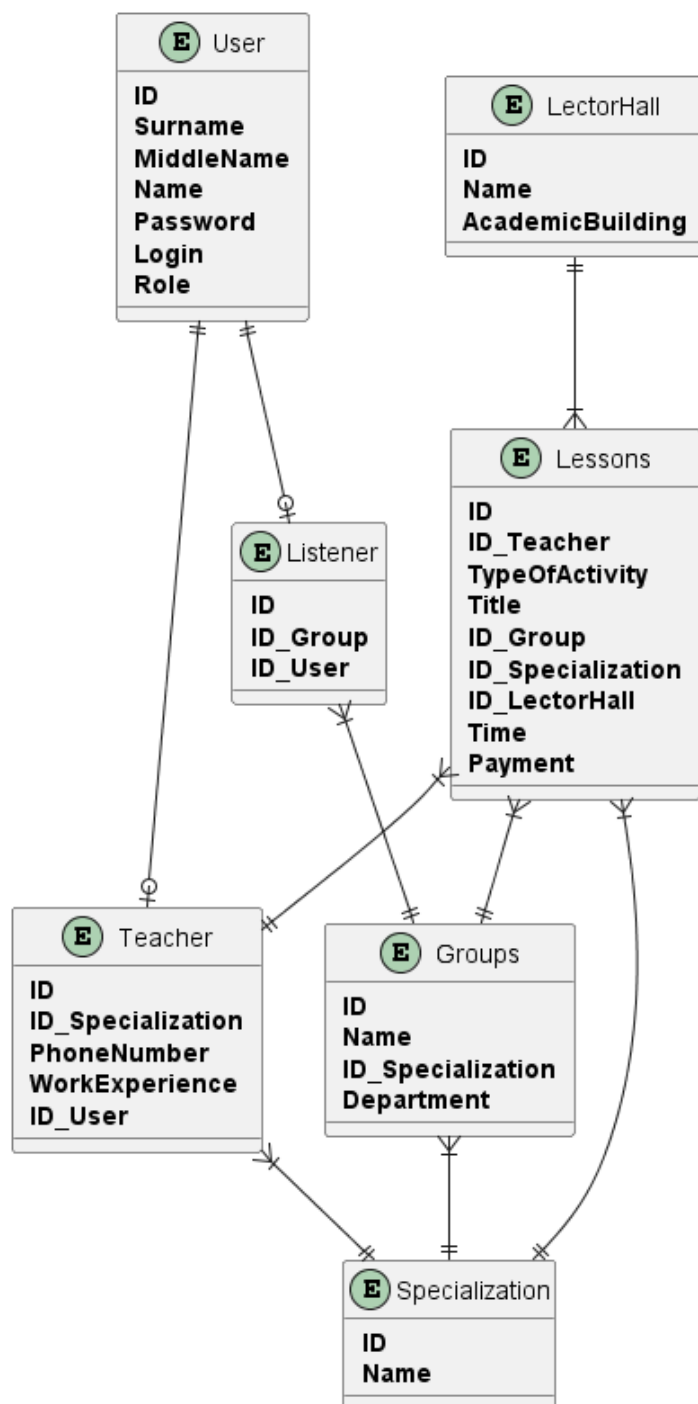 E User
ID
Surname
MiddleName
Name
Password
Login
Role
E LectorHall
ID
Name
AcademicBuilding
E Lessons
ID
ID_Teacher
TypeOfActivity
Title
ID_Group
ID_Specialization
ID_LectorHall
Time
Payment
E Listener
ID
ID_Group
ID_User
E Teacher
ID
ID_Specialization
PhoneNumber
WorkExperience
ID_User
E Groups
ID
Name
ID_Specialization
Department
E Specialization
ID
Name